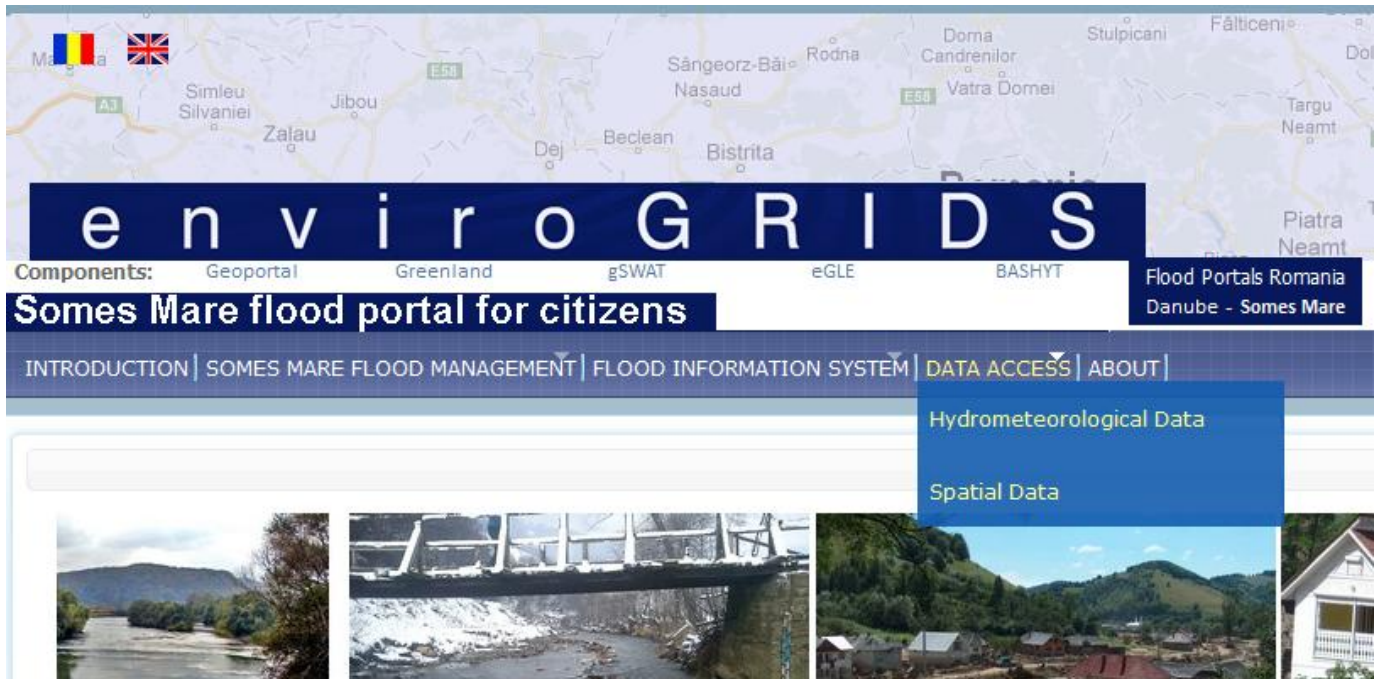 Dorna
Candrenilor
Stulpicani
Fălticeni
Sângeorz-Băi
Rodna
E58
Nasaud
E58
Vatra Dornei
A3
Simleu
Silvaniei
Jibou
Targu
Neamt
Zalau
Dej
Beclean
Bistrita
enviroGRIDS
Piatra
Neamt
Components: Geoportal Greenland gSWAT eGLE BASHYT
Flood Portals Romania
Danube - Somes Mare
Somes Mare flood portal for citizens
INTRODUCTION| SOMES MARE FLOOD MANAGEMENT| FLOOD INFORMATION SYSTEM| DATA ACCESS| ABOUT|
Hydrometeorological Data
Spatial Data